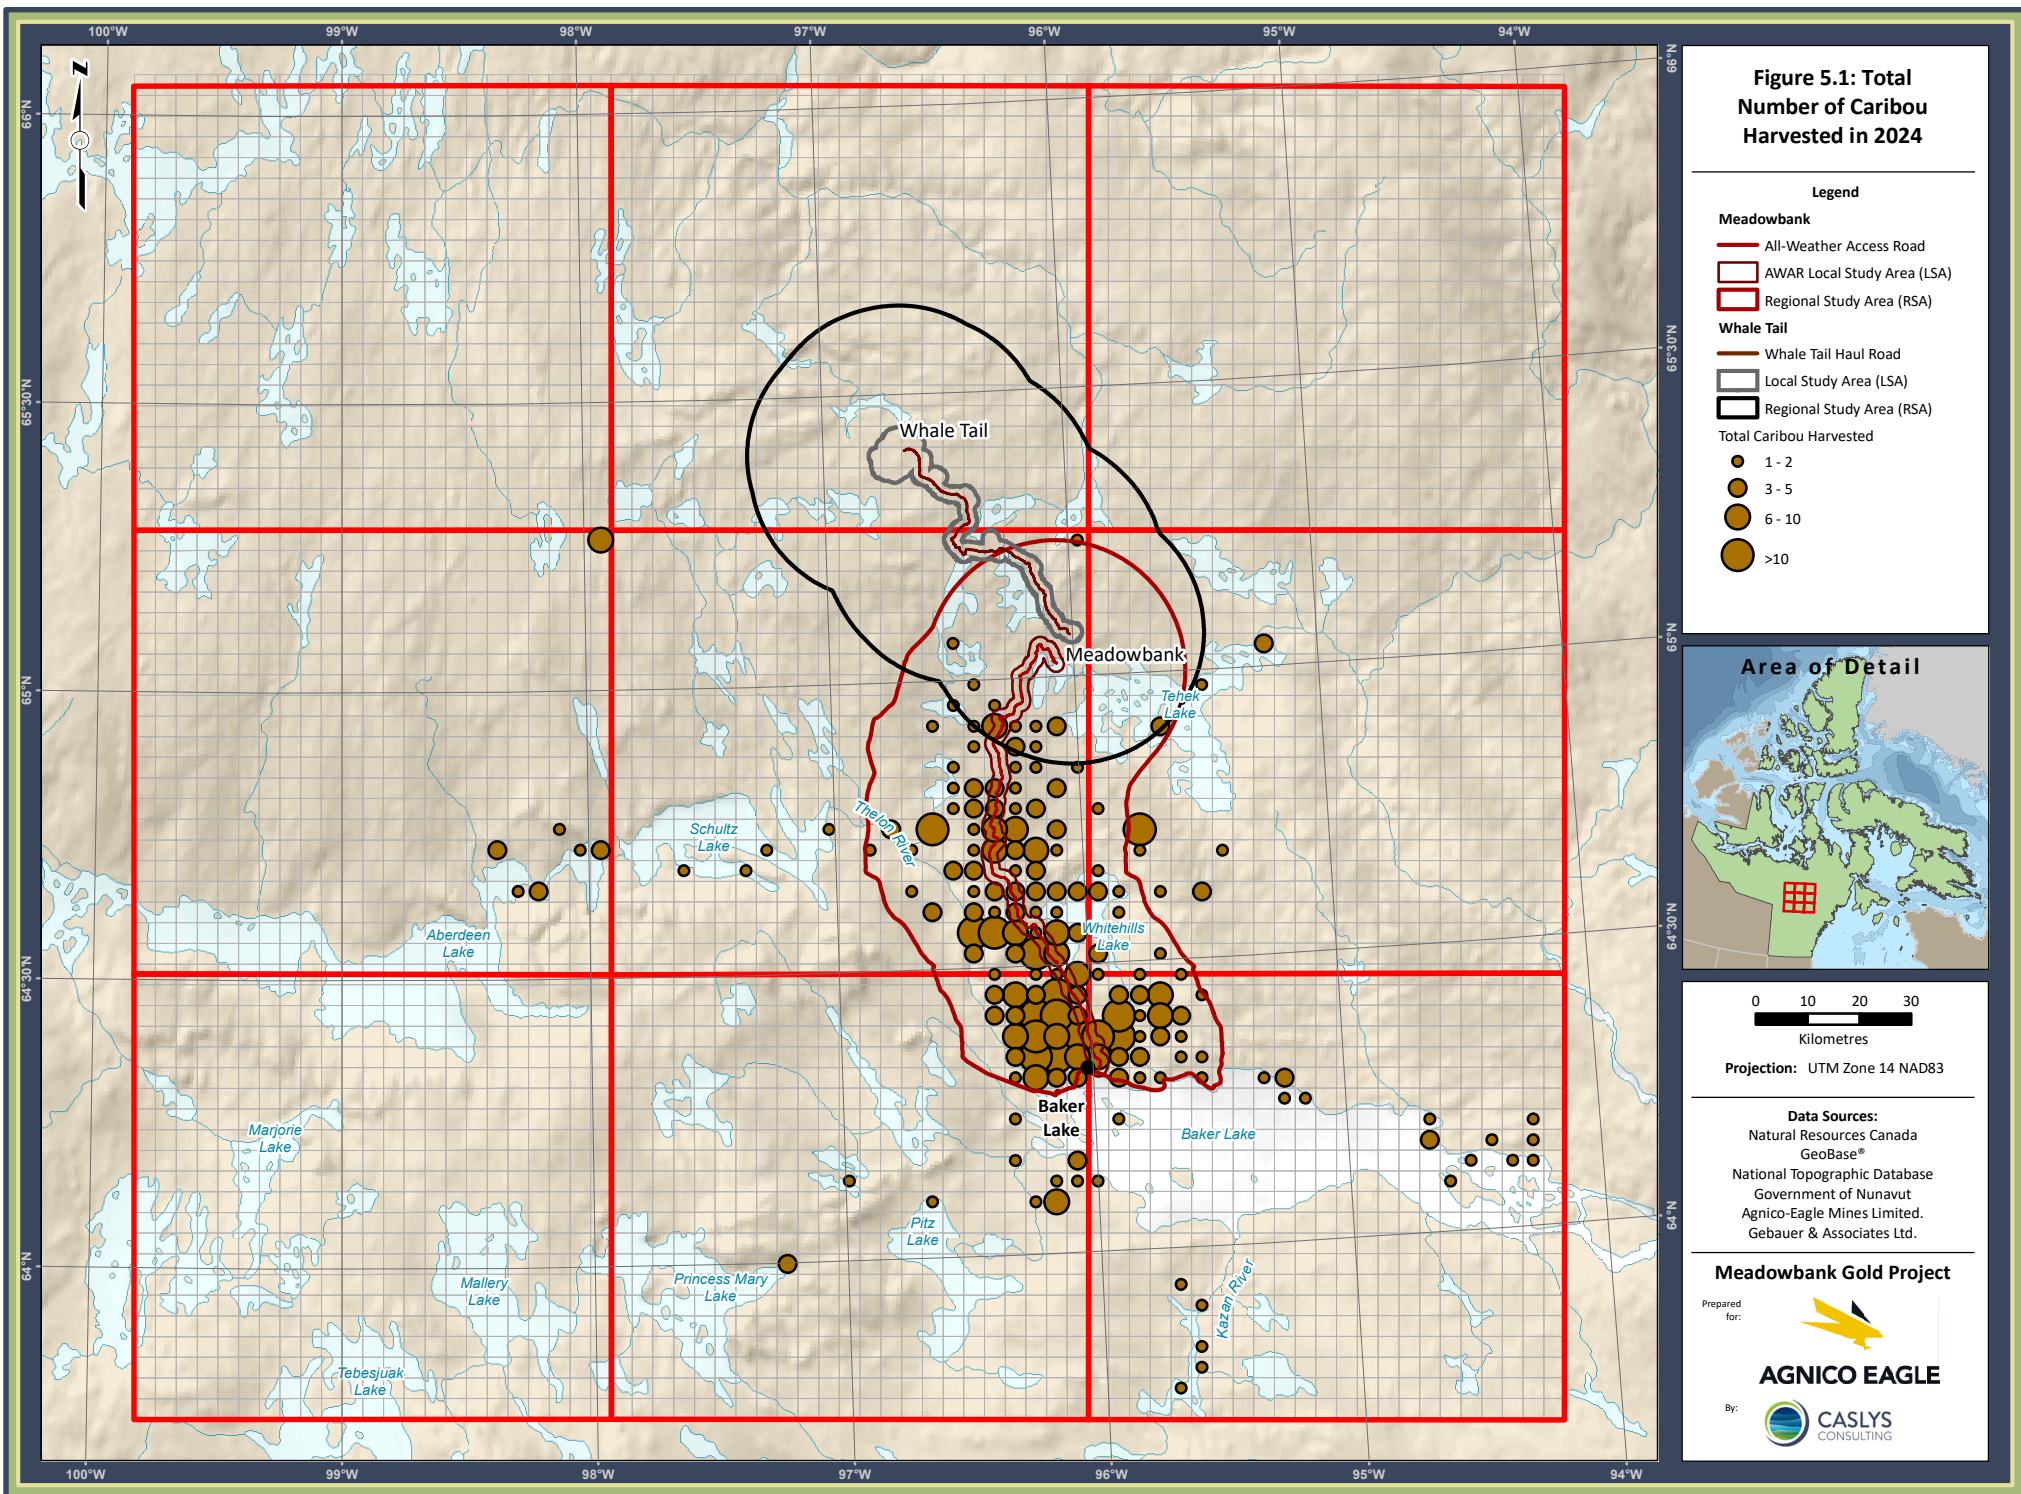 100°W
99°W
98°W
97°W
96°W
95°W
94°W
66°N
65°30'N
65°N
64°30'N
64°N
66°N
65°30'N
65°N
64°30'N
64°N
100°W
99°W
98°W
97°W
96°W
95°W
94°W
Z
Whale Tail
Meadowbank
Tehek
Lake
Thelon River
Schultz
Lake
Aberdeen
Lake
Whitehills
Lake
Baker
Lake
Baker Lake
Marjorie
Lake
Pitz
Lake
Princess Mary
Lake
Mallery
Lake
Kazan River
Tebesjuak
Lake
Figure 5.1: Total
Number of Caribou
Harvested in 2024
Legend
Meadowbank
All-Weather Access Road
AWAR Local Study Area (LSA)
Regional Study Area (RSA)
Whale Tail
Whale Tail Haul Road
Local Study Area (LSA)
Regional Study Area (RSA)
Total Caribou Harvested
1 - 2
3 - 5
6 - 10
>10
Area of Detail
0 10 20 30
Kilometres
Projection: UTM Zone 14 NAD83
Data Sources:
Natural Resources Canada
GeoBase®
National Topographic Database
Government of Nunavut
Agnico-Eagle Mines Limited.
Gebauer & Associates Ltd.
Meadowbank Gold Project
Prepared
for:
AGNICO EAGLE
By:
CASLYS
CONSULTING